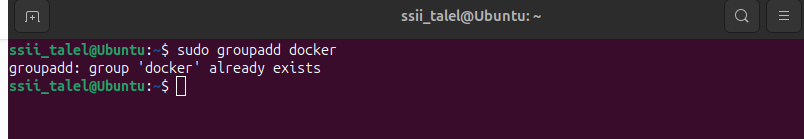 ssii_talel@Ubuntu: ~
ssii_talel@Ubuntu:~$ sudo groupadd docker
groupadd: group 'docker' already exists
ssii_talel@Ubuntu:~$